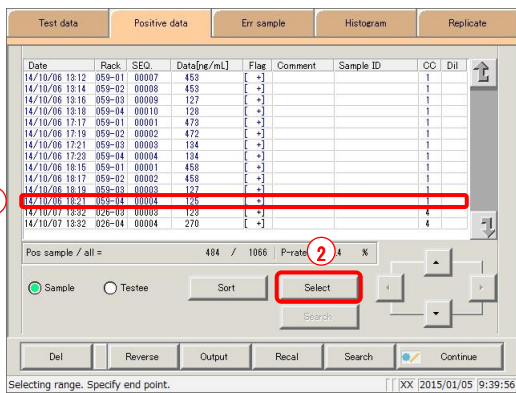 Test data Positive data Err sample Histogram Replicate
Date Rack SEQ. Data[ng/mL] Flag Comment Sample ID CC Dil
14/10/06 13:12 059-01 00007 453 [ +] 1
14/10/06 13:14 059-02 00008 453 [ +] 1
14/10/06 13:16 059-03 00009 127 [ +] 1
14/10/06 13:18 059-04 00010 128 [ +] 1
14/10/06 17:17 059-01 00001 473 [ +] 1
14/10/06 17:19 059-02 00002 472 [ +] 1
14/10/06 17:21 059-03 00003 134 [ +] 1
14/10/06 17:23 059-04 00004 134 [ +] 1
14/10/06 18:15 059-01 00001 458 [ +] 1
14/10/06 18:17 059-02 00002 458 [ +] 1
14/10/06 18:19 059-03 00003 127 [ +] 1
14/10/06 18:21 059-04 00004 125 [ +] 1
14/10/07 13:32 026-03 00003 123 [ +] 4
14/10/07 13:32 026-04 00004 270 [ +] 4
Pos sample / all = 484 / 1066 P-rate 4 %
2
Sample Testee Sort Select
Search
Del Reverse Output Recal Search Continue
Selecting range. Specify end point. XX 2015/01/05 9:39:56